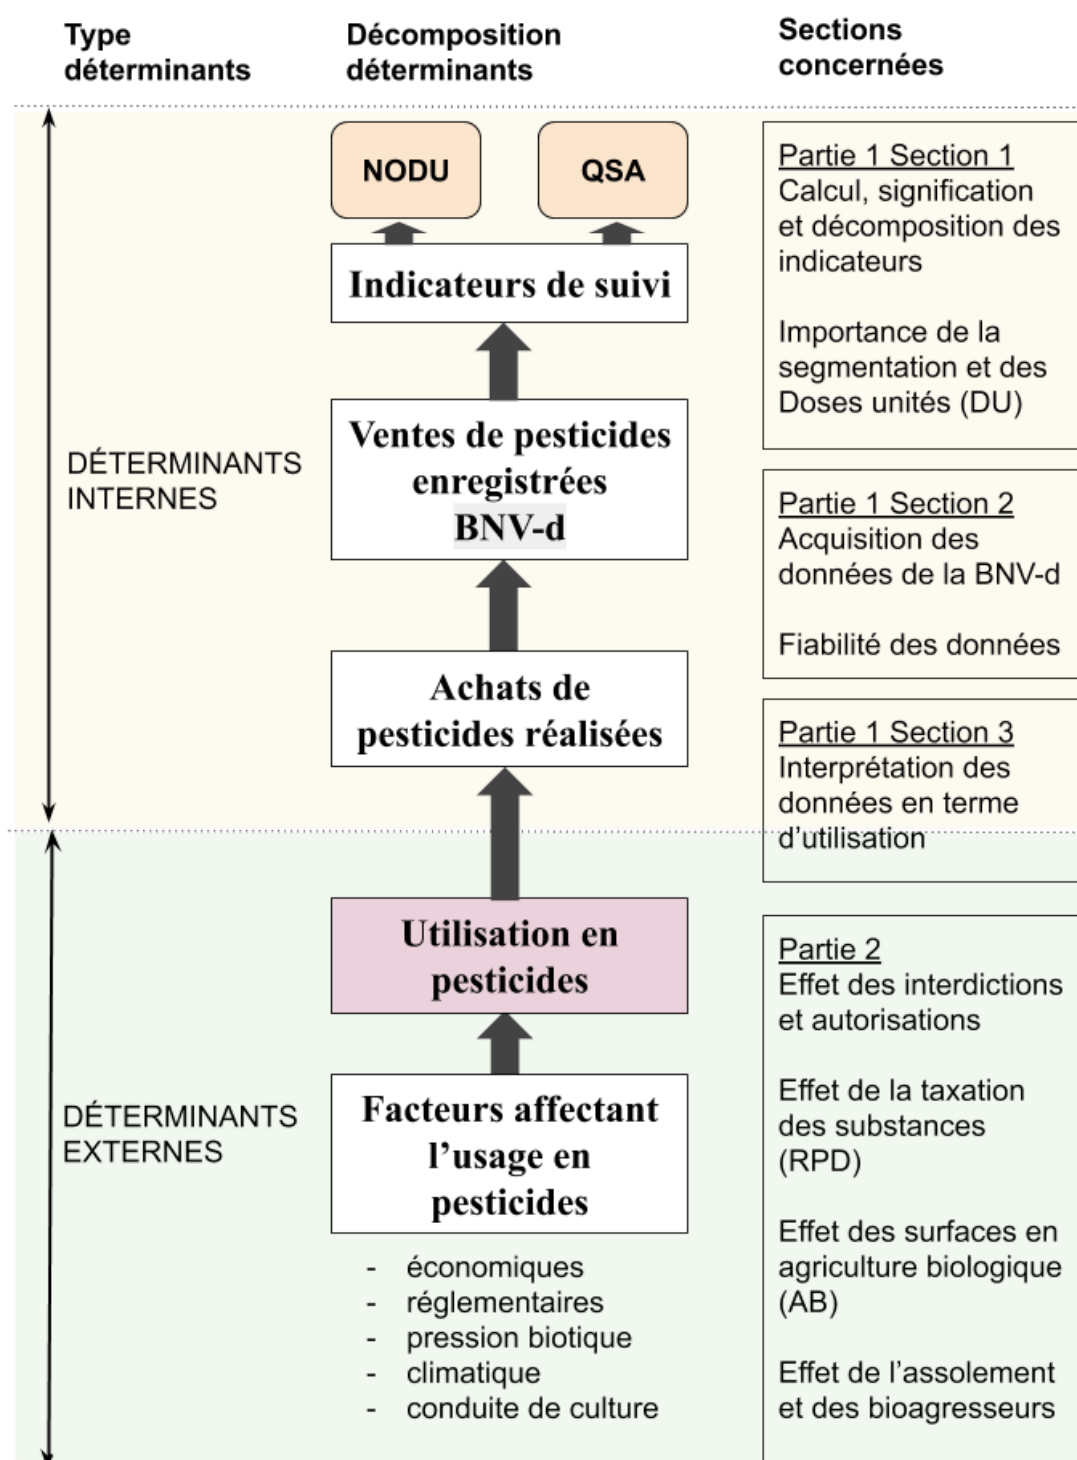 Type
déterminants
Décomposition
déterminants
Sections
concernées
DÉTERMINANTS
INTERNES
NODU
QSA
Indicateurs de suivi
Ventes de pesticides
enregistrées
BNV-d
Achats de
pesticides réalisées
Partie 1 Section 1
Calcul, signification
et décomposition des
indicateurs
Importance de la
segmentation et des
Doses unités (DU)
Partie 1 Section 2
Acquisition des
données de la BNV-d
Fiabilité des données
Partie 1 Section 3
Interprétation des
données en terme
d'utilisation
DÉTERMINANTS
EXTERNES
Utilisation en
pesticides
Facteurs affectant
l'usage en
pesticides
- économiques
- réglementaires
- pression biotique
- climatique
- conduite de culture
Partie 2
Effet des interdictions
et autorisations
Effet de la taxation
des substances
(RPD)
Effet des surfaces en
agriculture biologique
(AB)
Effet de l'assolement
et des bioagresseurs